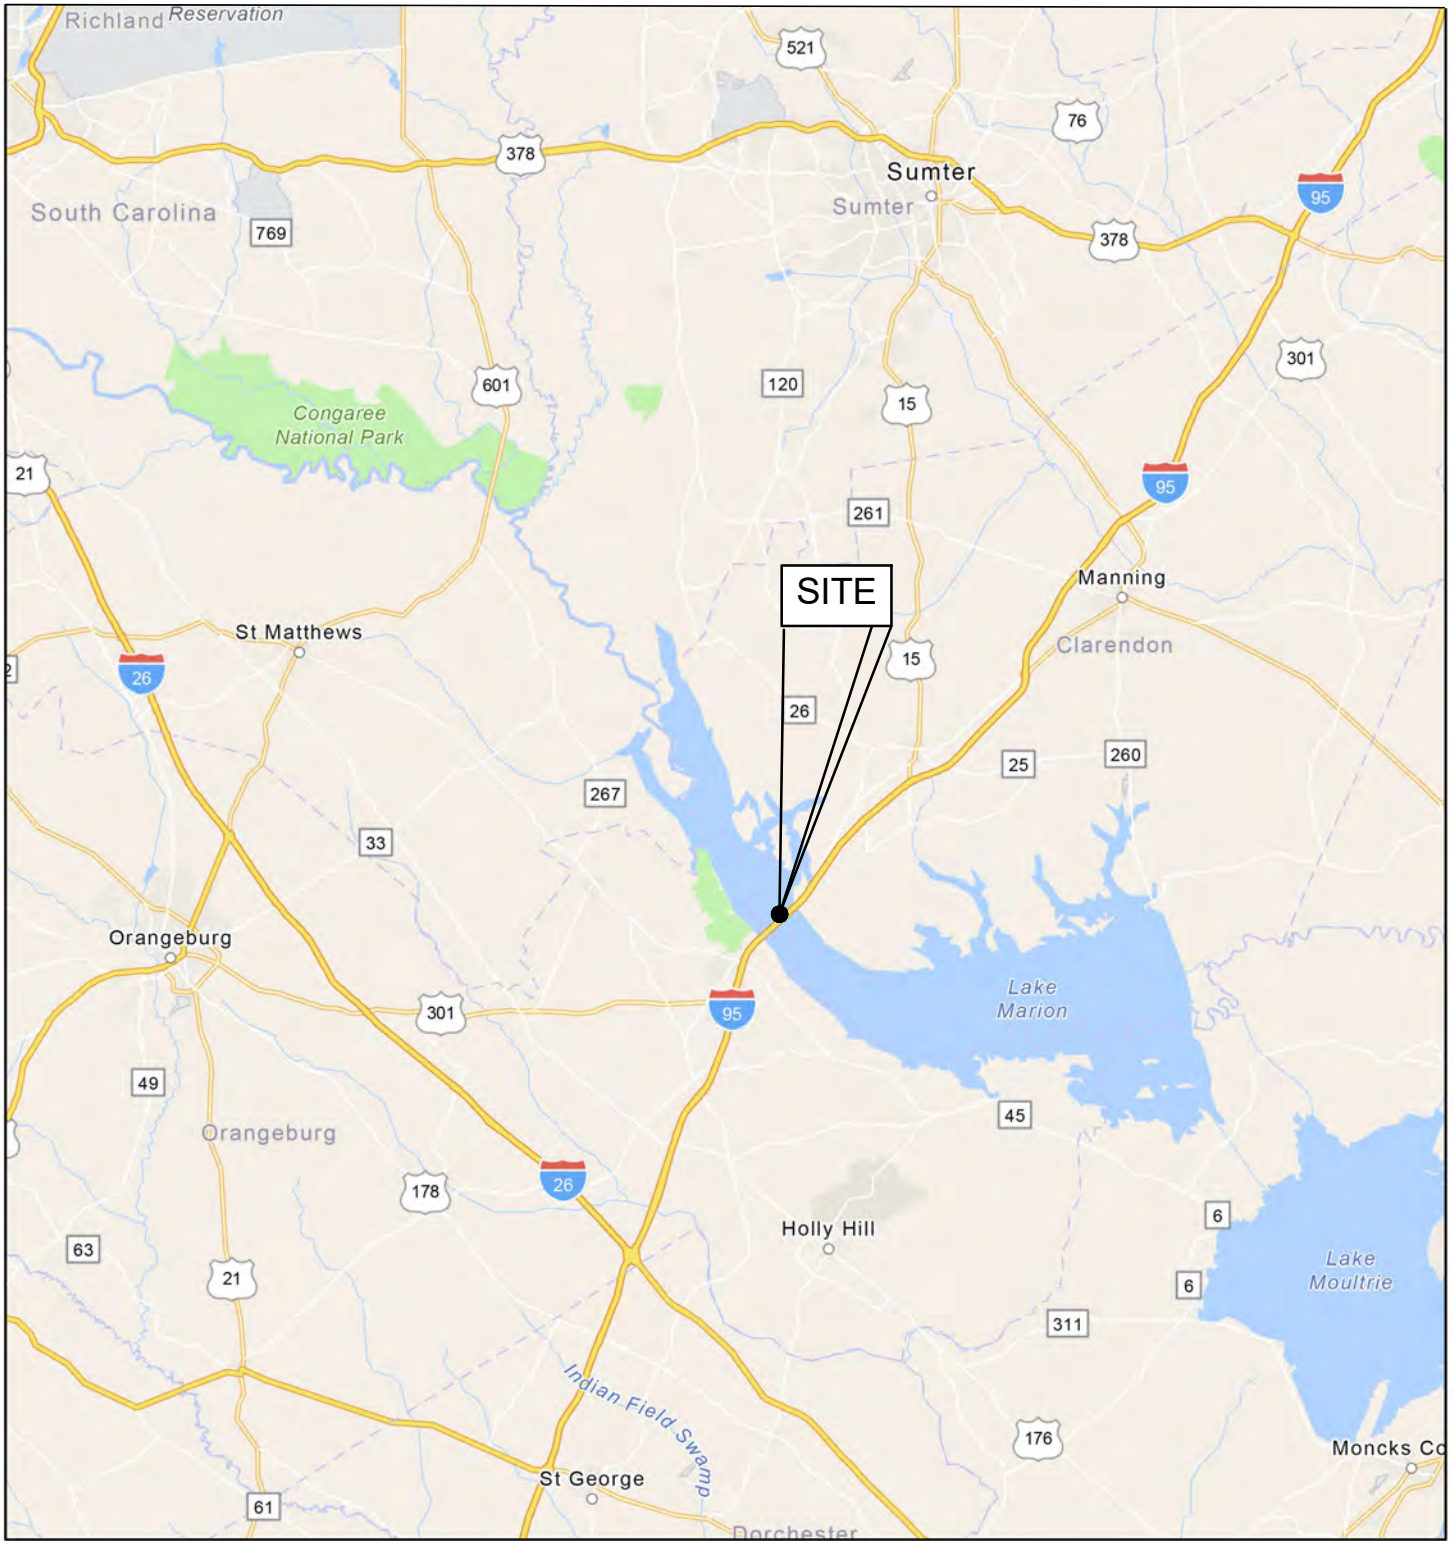 Richland
Reservation
521
76
378
Sumter
95
South Carolina
Sumter
769
378
301
601
120
15
Congaree
National Park
21
95
261
SITE
Manning
St Matthews
Clarendon
15
26
26
25
260
267
33
Orangeburg
Lake
Marion
301
95
49
45
Orangeburg
26
178
6
Holly Hill
63
Lake
Moultrie
21
6
311
Indian Field Swamp
176
Moncks Co
St George
61
Dorchester